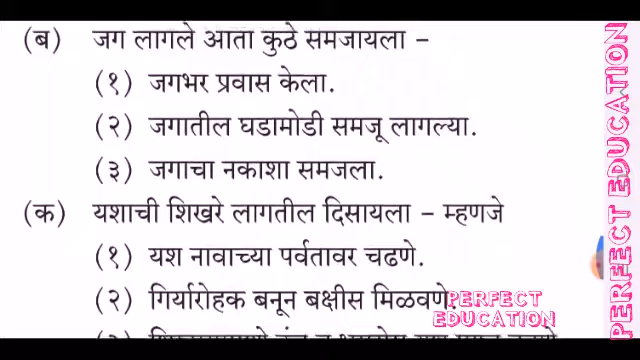 (ब) जग लागले आता कुठे समजायला –
(१) जगभर प्रवास केला.
(२) जगातील घडामोडी समजू लागल्या.
(३) जगाचा नकाशा समजला.
(क) यशाची शिखरे लागतील दिसायला – म्हणजे
(१) यश नावाच्या पर्वतावर चढणे.
(२) गिर्यारोहक बनून बक्षीस मिळवणे.
PERFECT
EDUCATION
PERFECT EDUCATION